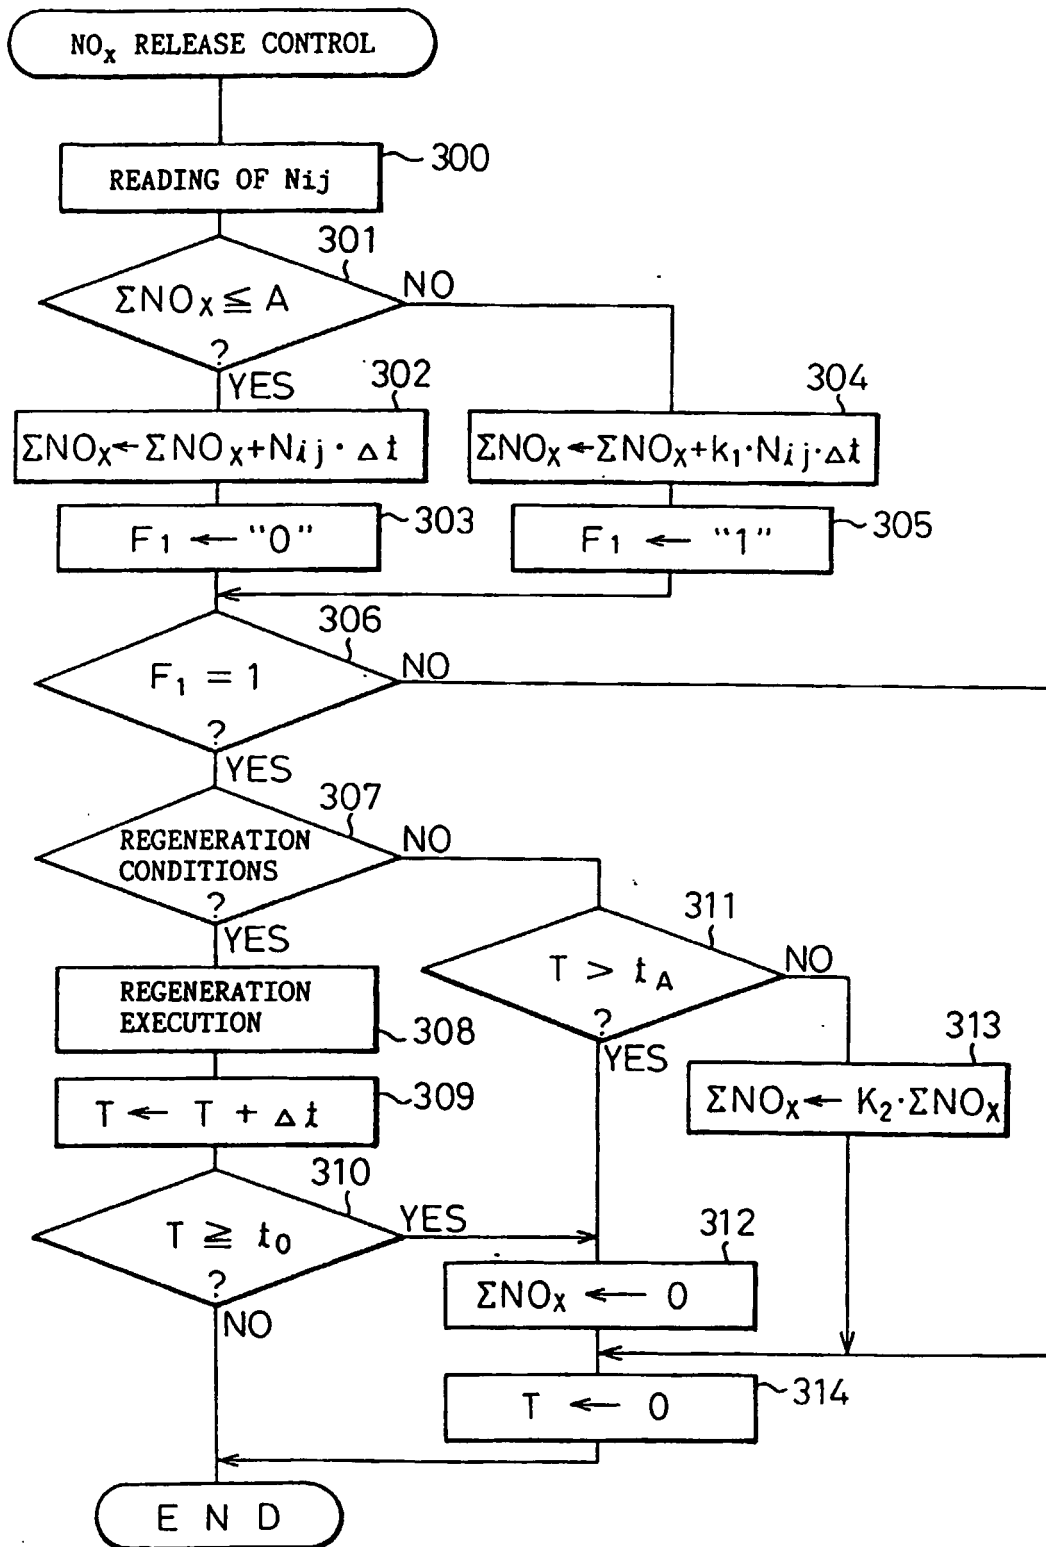 NOx RELEASE CONTROL
300
READING OF Nij
301
ΣNOx ≦ A
?
NO
YES
302
ΣNOx ← ΣNOx + Nij · Δt
304
ΣNOx ← ΣNOx + k1 · Nij · Δt
303
F1 ← "0"
305
F1 ← "1"
306
F1 = 1
?
NO
YES
307
REGENERATION
CONDITIONS
?
NO
YES
311
T > tA
?
NO
YES
REGENERATION
EXECUTION
308
313
ΣNOx ← K2 · ΣNOx
309
T ← T + Δt
310
T ≧ t0
?
YES
NO
312
ΣNOx ← 0
314
T ← 0
END